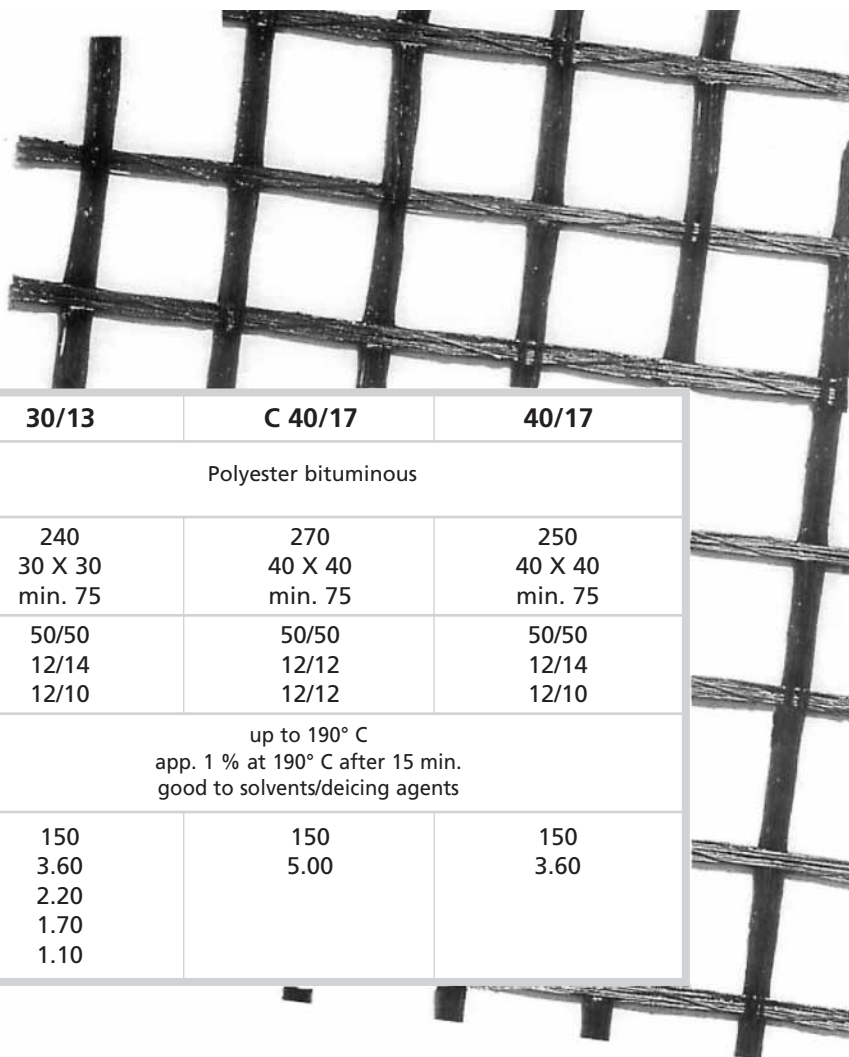 30/13 C 40/17 40/17
Polyester bituminous
240 270 250
30 X 30 40 X 40 40 X 40
min. 75 min. 75 min. 75
50/50 50/50 50/50
12/14 12/12 12/14
12/10 12/12 12/10
up to 190° C
app. 1 % at 190° C after 15 min.
good to solvents/deicing agents
150 150 150
3.60 5.00 3.60
2.20
1.70
1.10